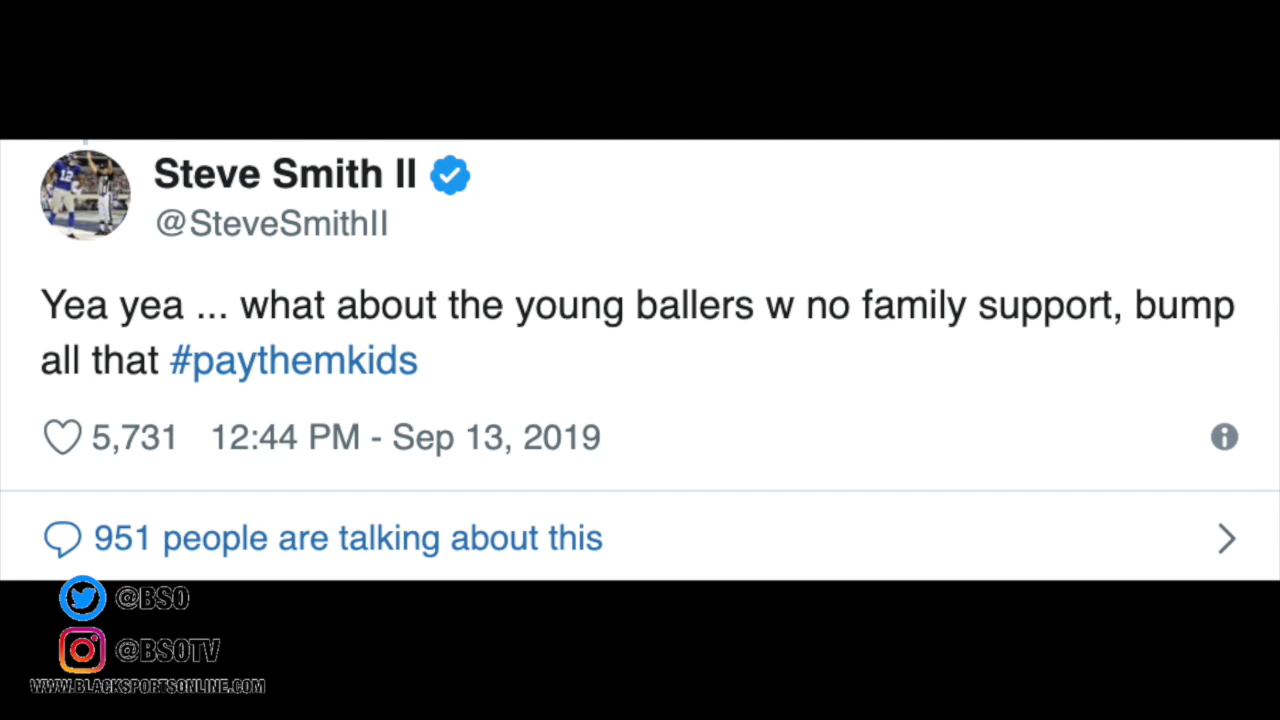 Steve Smith II
@SteveSmithII
Yea yea ... what about the young ballers w no family support, bump
all that #paythemkids
5,731 12:44 PM - Sep 13, 2019
951 people are talking about this
@BSO
@BSOTV
WWW.BLACKSPORTSONLINE.COM